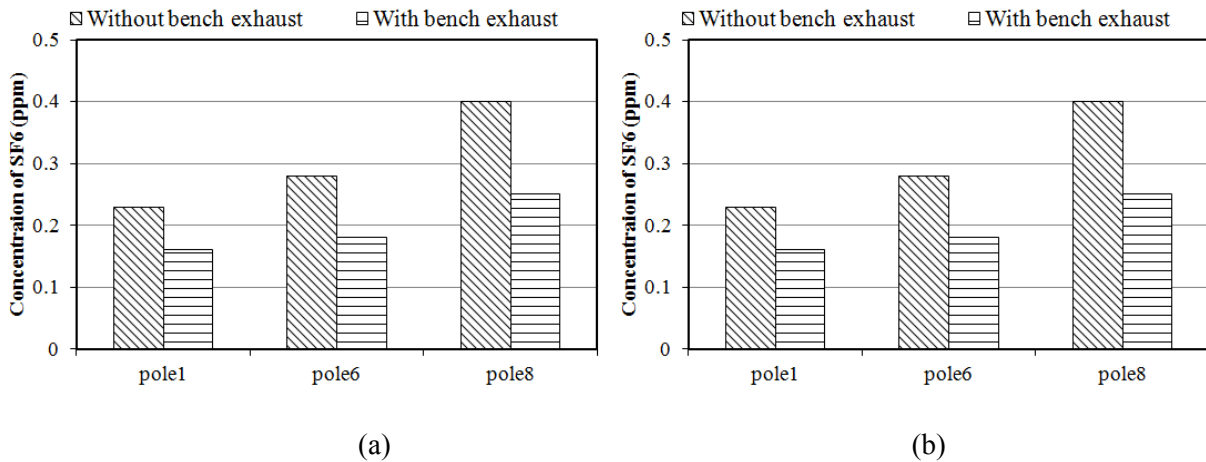 Without bench exhaust With bench exhaust
0.5
0.4
0.3
0.2
0.1
0
Concentraion of SF6 (ppm)
pole1 pole6 pole8
(a)
Without bench exhaust With bench exhaust
0.5
0.4
0.3
0.2
0.1
0
Concentraion of SF6 (ppm)
pole1 pole6 pole8
(b)